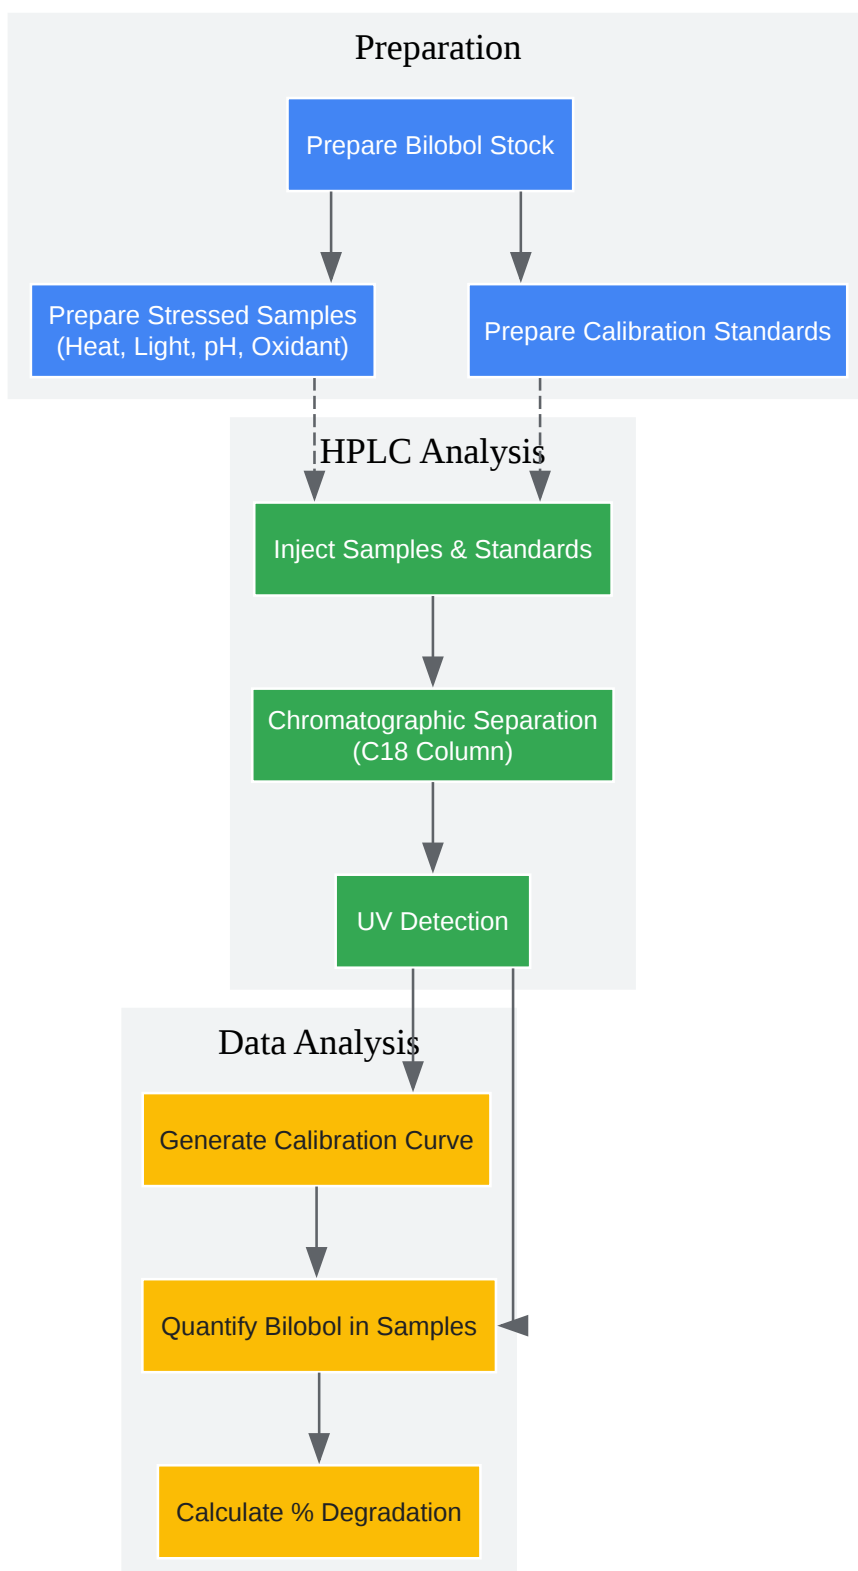 Preparation
Prepare Bilobol Stock
Prepare Stressed Samples
(Heat, Light, pH, Oxidant)
Prepare Calibration Standards
HPLC Analysis
Inject Samples & Standards
Chromatographic Separation
(C18 Column)
UV Detection
Data Analysis
Generate Calibration Curve
Quantify Bilobol in Samples
Calculate % Degradation